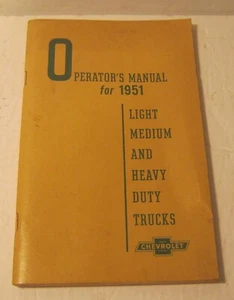 OPERATOR'S MANUAL
for 1951
LIGHT
MEDIUM
AND
HEAVY
DUTY
TRUCKS
CHEVROLET